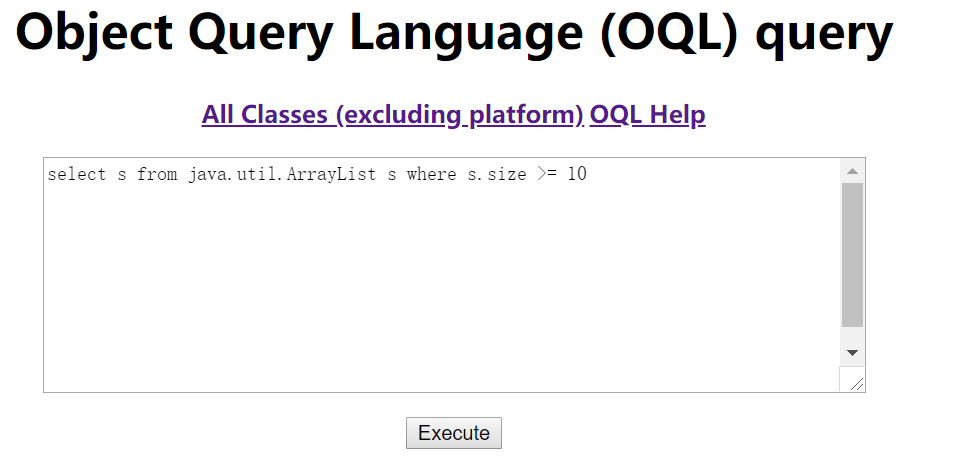 Object Query Language (OQL) query
All Classes (excluding platform) OQL Help
select s from java.util.ArrayList s where s.size >= 10
Execute